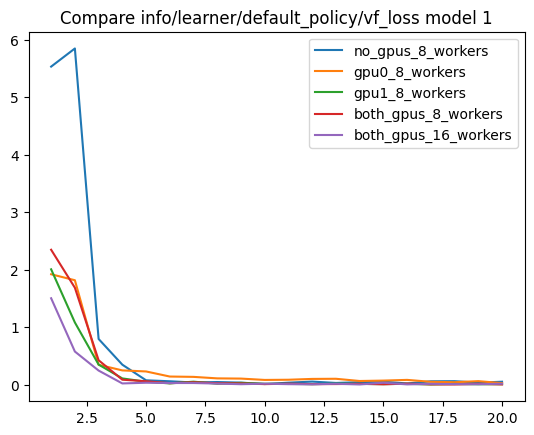 Compare info/learner/default_policy/vf_loss model 1
6
5
4
3
2
1
0
no_gpus_8_workers
gpu0_8_workers
gpu1_8_workers
both_gpus_8_workers
both_gpus_16_workers
2.5 5.0 7.5 10.0 12.5 15.0 17.5 20.0